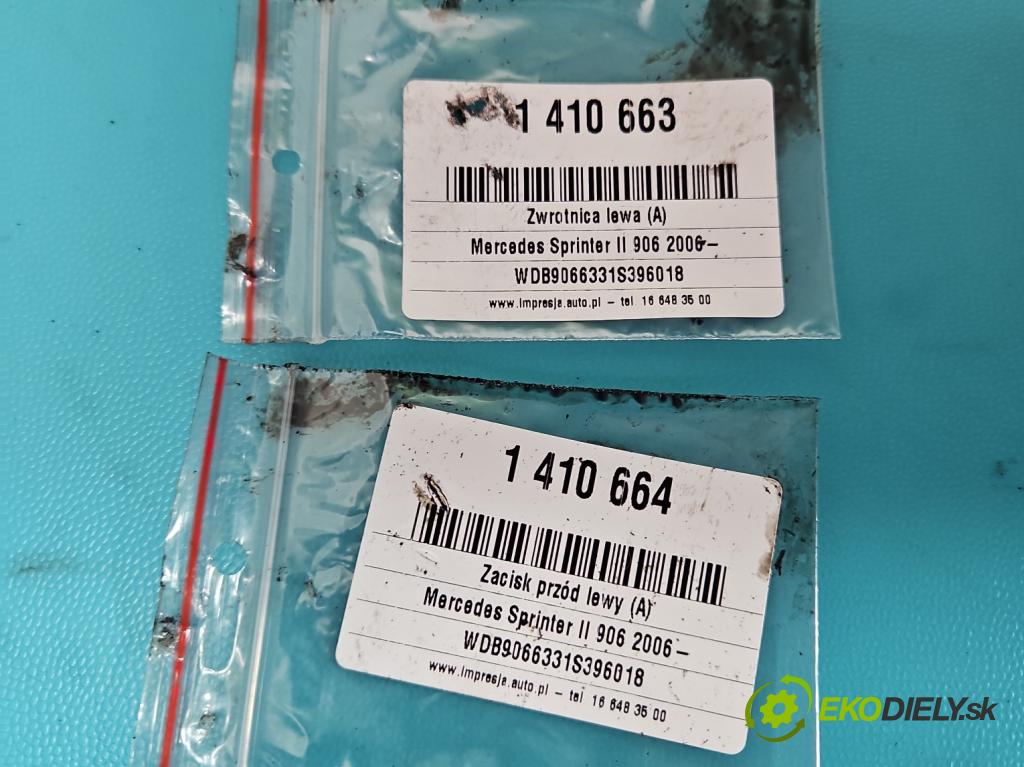 1 410 663
Zwrotnica lewa (A)
Mercedes Sprinter II 906 2006–
WDB9066331S396018
www.impresja.auto.pl – tel 16 648 35 00
1 410 664
Zacisk przód lewy (A)
Mercedes Sprinter II 906 2006–
WDB9066331S396018
www.impresja.auto.pl – tel 16 648 35 00
EKODIELY.sk